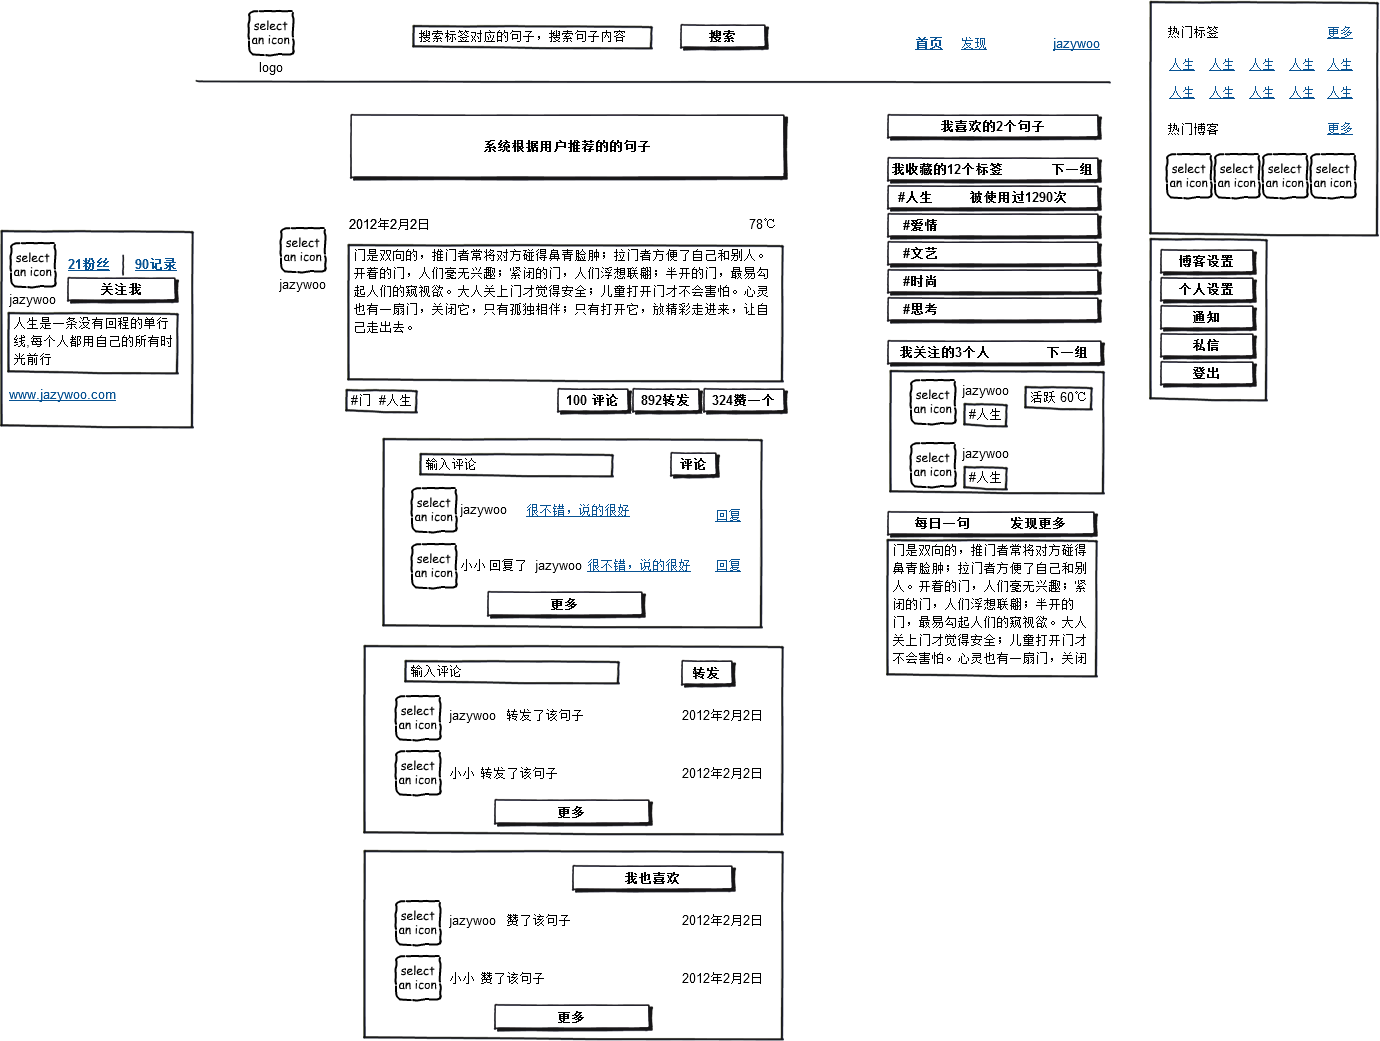 select
an icon
logo
搜索标签对应的句子，搜索句子内容
搜索
首页
发现
jazywoo
热门标签
更多
人生 人生 人生 人生 人生
人生 人生 人生 人生 人生
热门博客
更多
select select select select
an icon an icon an icon an icon
博客设置
个人设置
通知
私信
登出
select
an icon
jazywoo
21粉丝 | 90记录
关注我
人生是一条没有回程的单行
线,每个人都用自己的所有时
光前行
www.jazywoo.com
系统根据用户推荐的的句子
select
an icon
jazywoo
2012年2月2日
78℃
门是双向的，推门者常将对方碰得鼻青脸肿；拉门者方便了自己和别人。
开着的门，人们毫无兴趣；紧闭的门，人们浮想联翩；半开的门，最易勾
起人们的窥视欲。大人关上门才觉得安全；儿童打开门才不会害怕。心灵
也有一扇门，关闭它，只有孤独相伴；只有打开它，放精彩走进来，让自
己走出去。
#门 #人生
100 评论
892转发
324赞一个
输入评论
评论
select
an icon
jazywoo 很不错，说的很好 回复
select
an icon
小小 回复了 jazywoo 很不错，说的很好 回复
更多
输入评论
转发
select
an icon
jazywoo 转发了该句子 2012年2月2日
select
an icon
小小 转发了该句子 2012年2月2日
更多
我也喜欢
select
an icon
jazywoo 赞了该句子 2012年2月2日
select
an icon
小小 赞了该句子 2012年2月2日
更多
我喜欢的2个句子
我收藏的12个标签 下一组
#人生 被使用过1290次
#爱情
#文艺
#时尚
#思考
我关注的3个人 下一组
select
an icon
jazywoo
#人生
活跃 60℃
select
an icon
jazywoo
#人生
每日一句 发现更多
门是双向的，推门者常将对方碰得
鼻青脸肿；拉门者方便了自己和别
人。开着的门，人们毫无兴趣；紧
闭的门，人们浮想联翩；半开的
门，最易勾起人们的窥视欲。大人
关上门才觉得安全；儿童打开门才
不会害怕。心灵也有一扇门，关闭